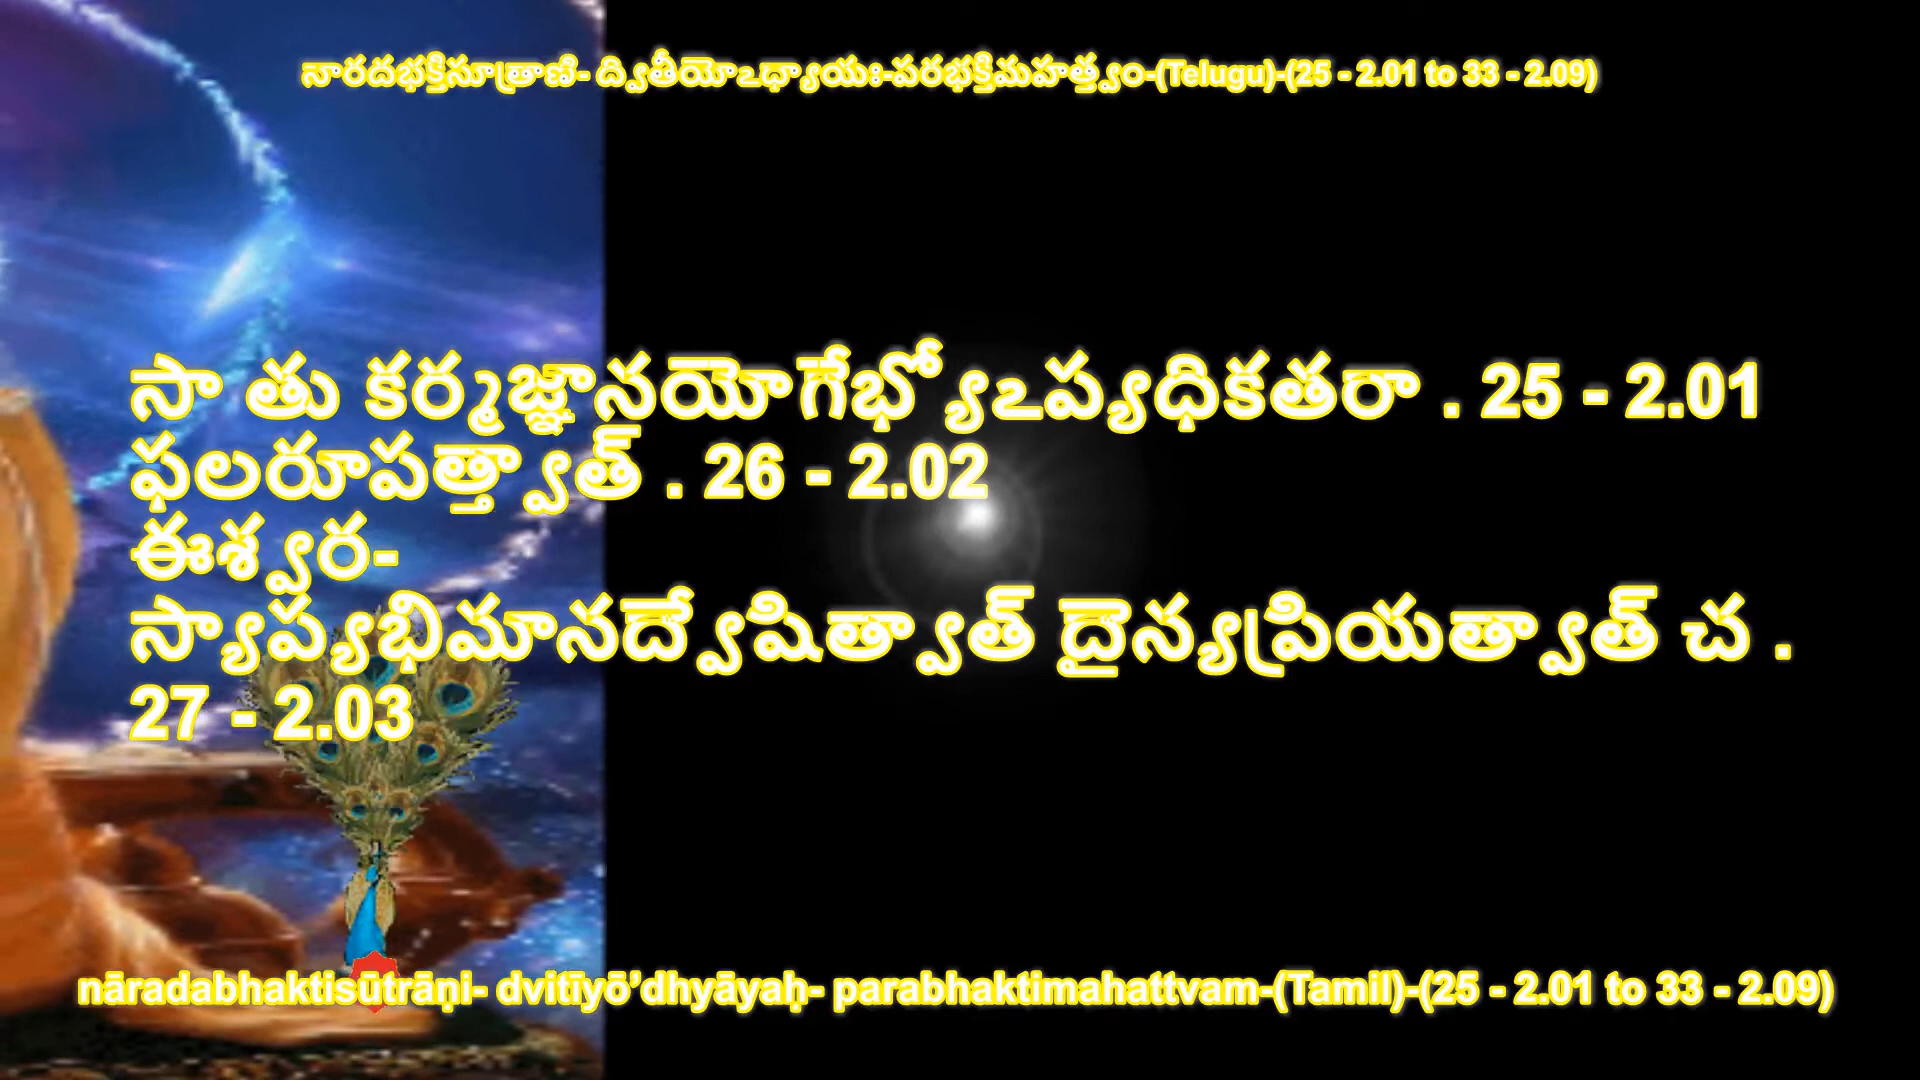 నారదభక్తిసూత్రాణి- ద్వితీయోఽధ్యాయః-పరభక్తిమహత్త్వం-(Telugu)-(25 - 2.01 to 33 - 2.09)
సా తు కర్మజ్ఞానయోగేభ్యోఽప్యధికతరా . 25 - 2.01
ఫలరూపత్త్వాత్ . 26 - 2.02
ఈశ్వర-
స్యాప్యభిమానద్వేషిత్వాత్ దైన్యప్రియత్వాత్ చ .
27 - 2.03
nāradabhaktisūtrāṇi- dvitīyō’dhyāyaḥ- parabhaktimahattvam-(Tamil)-(25 - 2.01 to 33 - 2.09)